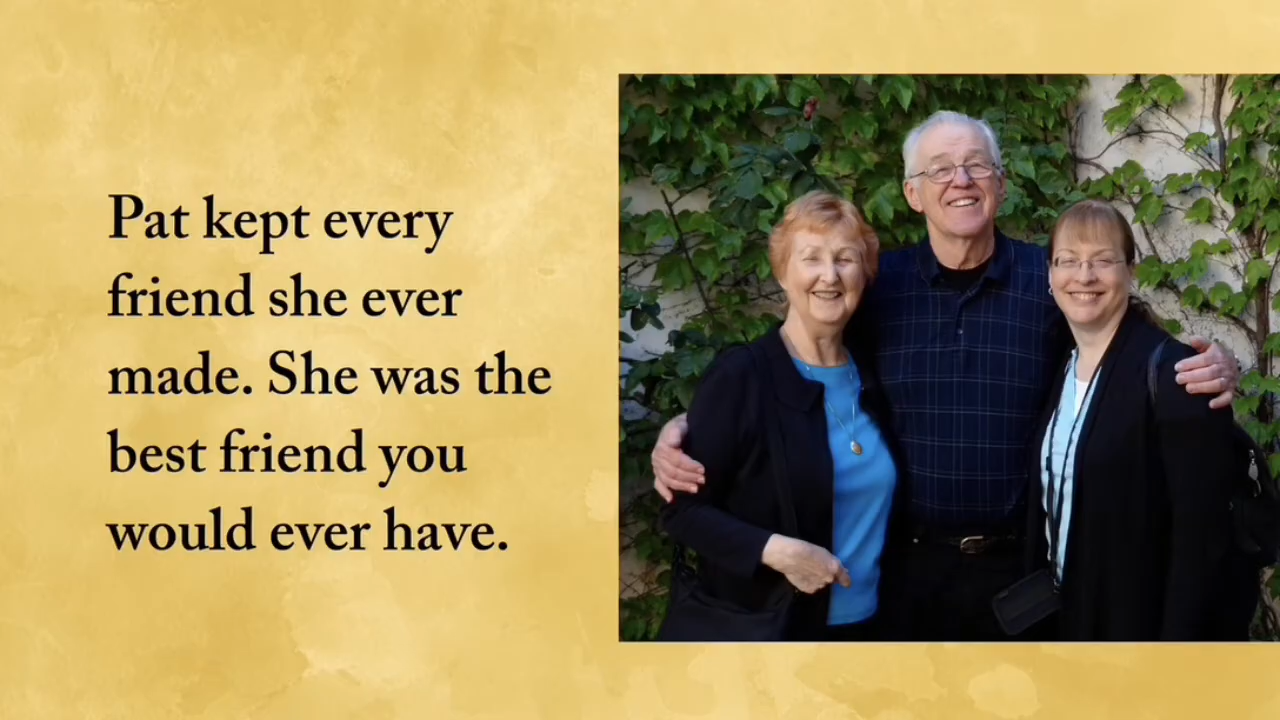 Pat kept every
friend she ever
made. She was the
best friend you
would ever have.